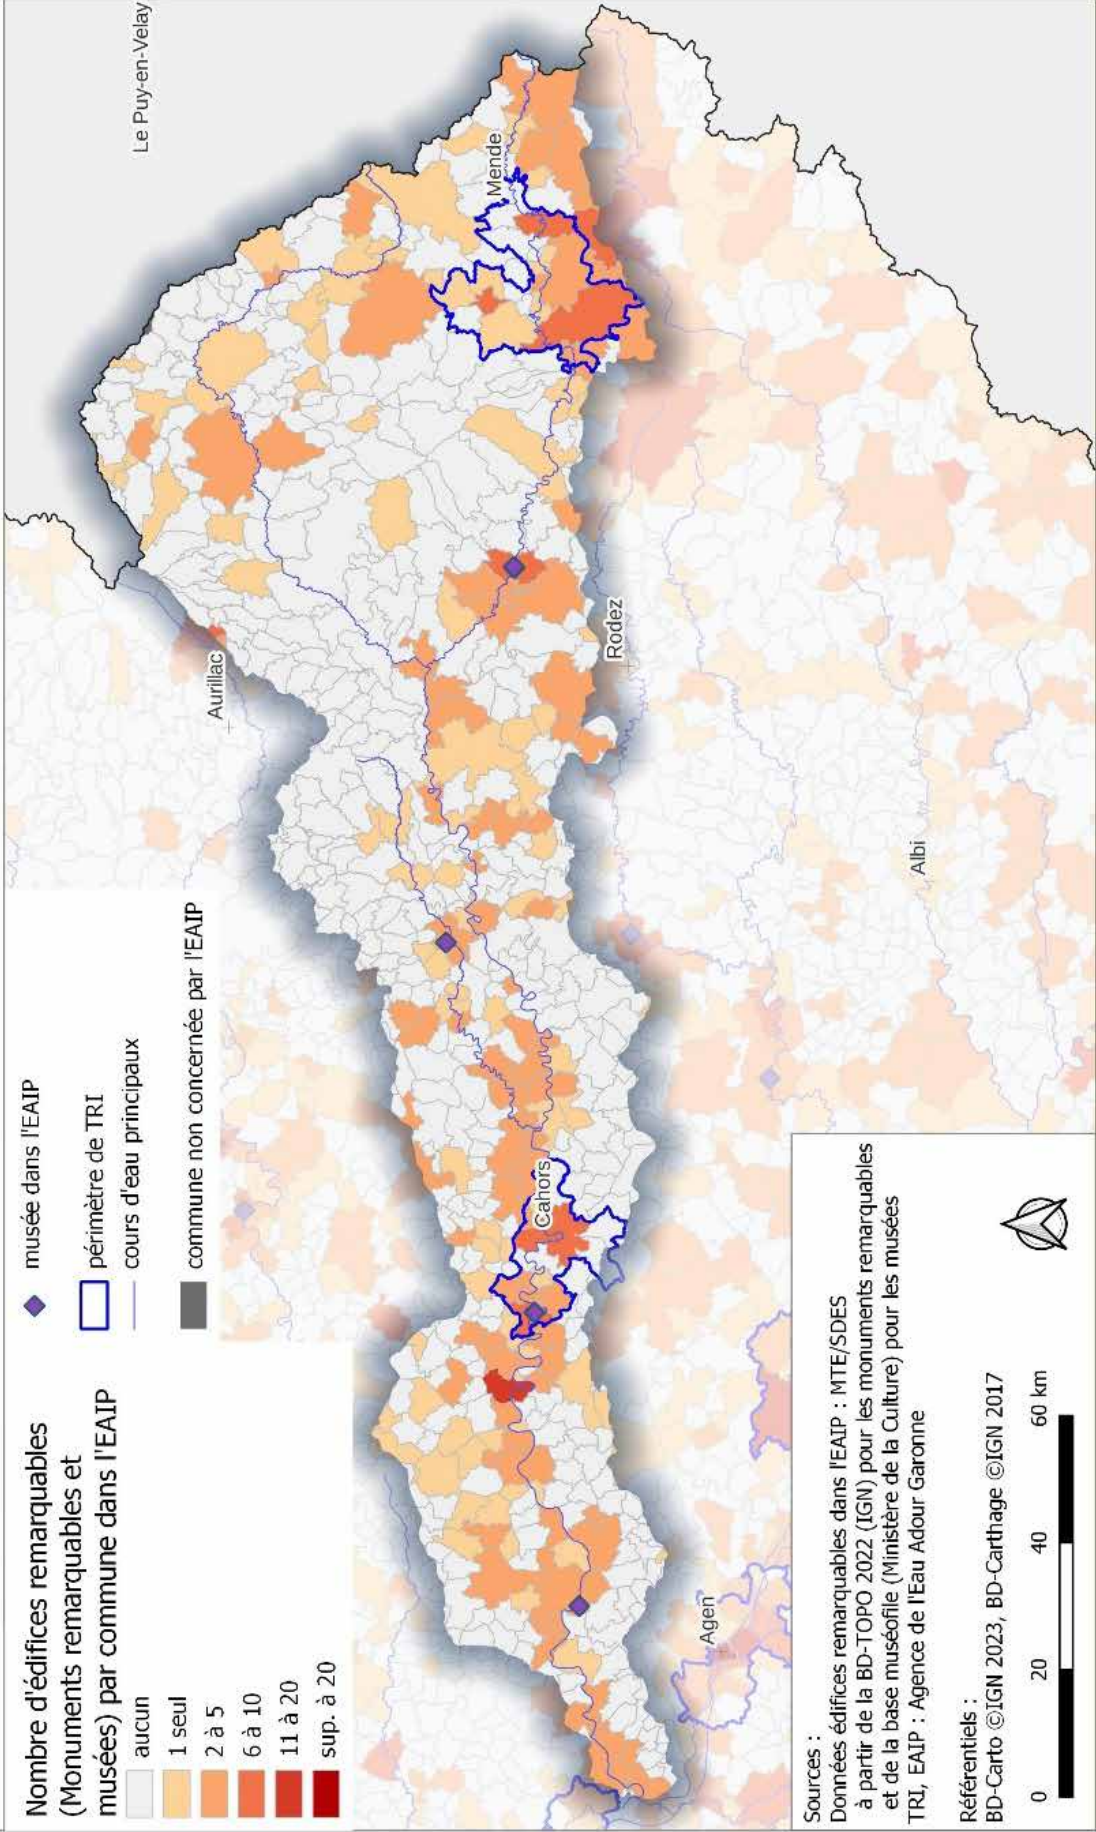 Nombre d'édifices remarquables
(Monuments remarquables et
musées) par commune dans l'EAIP
aucun
1 seul
2 à 5
6 à 10
11 à 20
sup. à 20
musée dans l'EAIP
périmètre de TRI
cours d'eau principaux
commune non concernée par l'EAIP
Le Puy-en-Velay
Aurillac
Mende
Cahors
Rodez
Agen
Albi
Sources :
Données édifices remarquables dans l'EAIP : MTE/SDES
à partir de la BD-TOPO 2022 (IGN) pour les monuments remarquables
et de la base muséofile (Ministère de la Culture) pour les musées
TRI, EAIP : Agence de l'Eau Adour Garonne
Référentiels :
BD-Carto ©IGN 2023, BD-Carthage ©IGN 2017
0 20 40 60 km